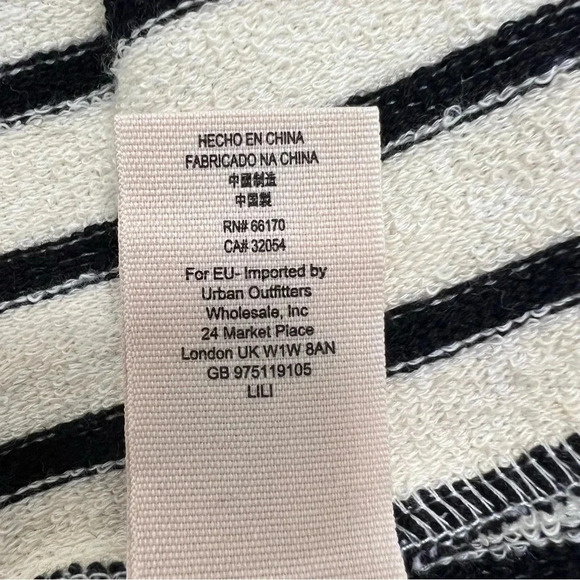 HECHO EN CHINA
FABRICADO NA CHINA
中國制造
中国製
RN# 66170
CA# 32054
For EU- Imported by
Urban Outfitters
Wholesale, Inc
24 Market Place
London UK W1W 8AN
GB 975119105
LILI